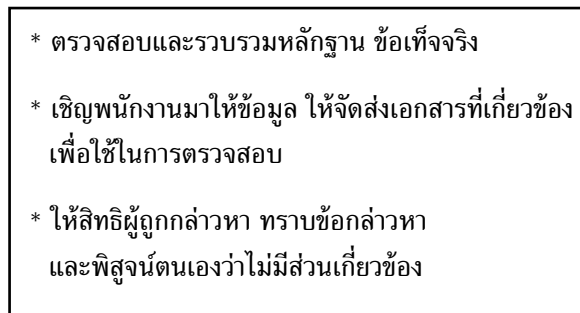 * ตรวจสอบและรวบรวมหลักฐาน ข้อเท็จจริง
* เชิญพนักงานมาให้ข้อมูล ให้จัดส่งเอกสารที่เกี่ยวข้อง
เพื่อใช้ในการตรวจสอบ
* ให้สิทธิผู้ถูกกล่าวหา ทราบข้อกล่าวหา
และพิสูจน์ตนเองว่าไม่มีส่วนเกี่ยวข้อง